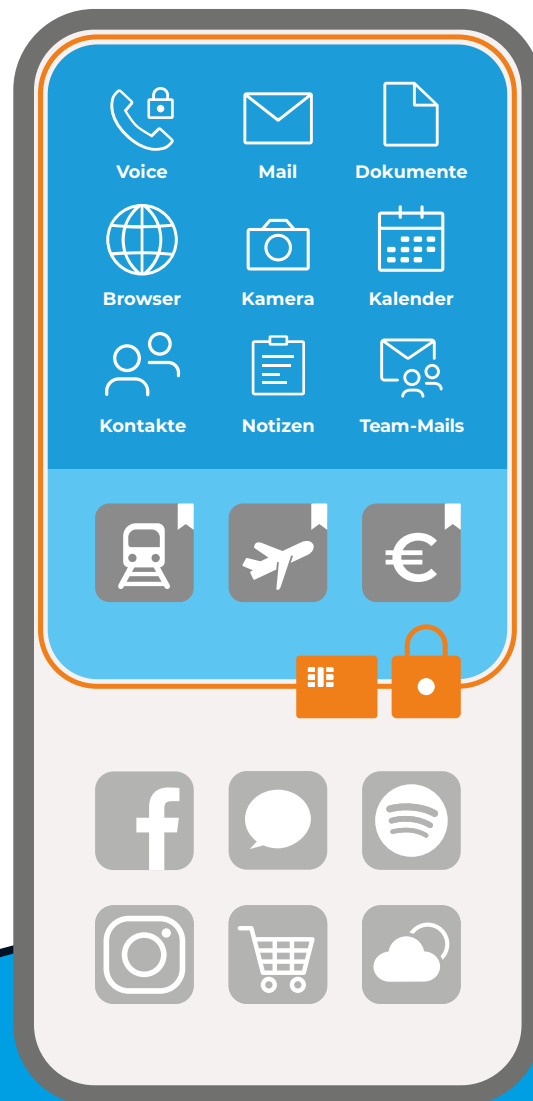 Voice Mail Dokumente
Browser Kamera Kalender
Kontakte Notizen Team-Mails